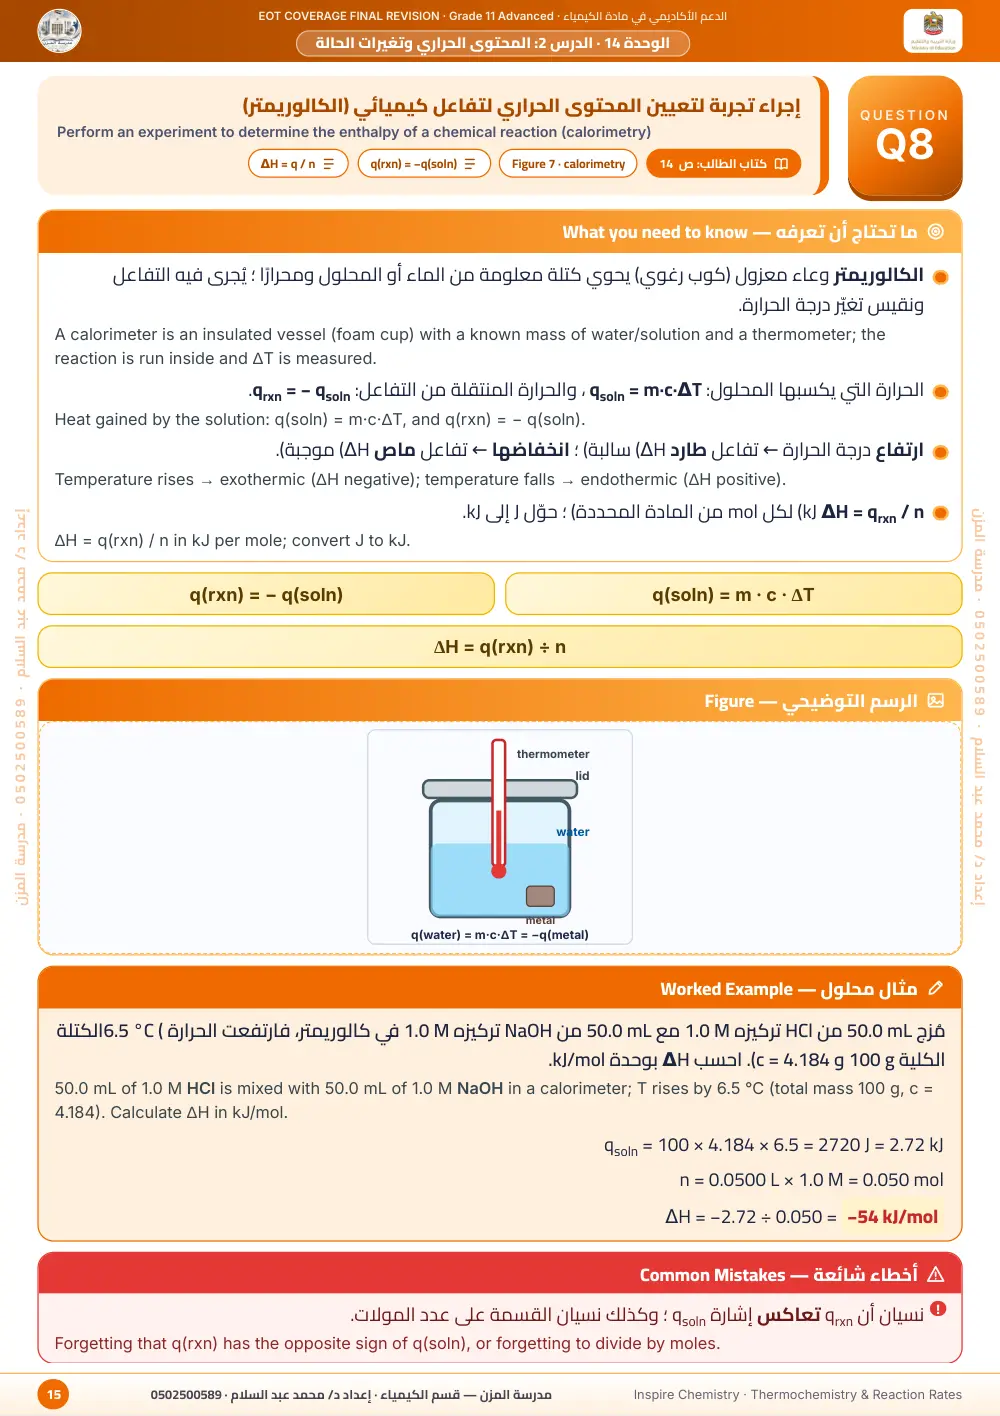 EOT COVERAGE FINAL REVISION · Grade 11 Advanced · الدعم الأكاديمي في مادة الكيمياء
الوحدة 14 · الدرس 2: المحتوى الحراري وتغيرات الحالة
وزارة التربية والتعليم
Ministry of Education
QUESTION
Q8
إجراء تجربة لتعيين المحتوى الحراري لتفاعل كيميائي (الكالوريمتر)
Perform an experiment to determine the enthalpy of a chemical reaction (calorimetry)
كتاب الطالب: ص 14
Figure 7 · calorimetry
q(rxn) = −q(soln)
ΔH = q / n
ما تحتاج أن تعرفه — What you need to know
الكالوريمتر وعاء معزول (كوب رغوي) يحوي كتلة معلومة من الماء أو المحلول ومحرارًا ؛ يُجرى فيه التفاعل
ونقيس تغيّر درجة الحرارة.
A calorimeter is an insulated vessel (foam cup) with a known mass of water/solution and a thermometer; the
reaction is run inside and ΔT is measured.
الحرارة التي يكسبها المحلول: qsoln = m·c·ΔT ، والحرارة المنتقلة من التفاعل: qrxn = − qsoln.
Heat gained by the solution: q(soln) = m·c·ΔT, and q(rxn) = − q(soln).
ارتفاع درجة الحرارة ← تفاعل طارد ΔH) سالبة) ؛ انخفاضها ← تفاعل ماص ΔH) موجبة).
Temperature rises → exothermic (ΔH negative); temperature falls → endothermic (ΔH positive).
kJ) ΔH = qrxn / n لكل mol من المادة المحددة) ؛ حوّل J إلى kJ.
ΔH = q(rxn) / n in kJ per mole; convert J to kJ.
q(rxn) = − q(soln)
q(soln) = m · c · ΔT
ΔH = q(rxn) ÷ n
الرسم التوضيحي — Figure
thermometer
lid
water
metal
q(water) = m·c·ΔT = −q(metal)
مثال محلول — Worked Example
مُزج 50.0 mL من HCl تركيزه 1.0 M مع 50.0 mL من NaOH تركيزه 1.0 M في كالوريمتر، فارتفعت الحرارة ( 6.5 °Cالكتلة
الكلية 100 g و c = 4.184). احسب ΔH بوحدة kJ/mol.
50.0 mL of 1.0 M HCl is mixed with 50.0 mL of 1.0 M NaOH in a calorimeter; T rises by 6.5 °C (total mass 100 g, c =
4.184). Calculate ΔH in kJ/mol.
qsoln = 100 × 4.184 × 6.5 = 2720 J = 2.72 kJ
n = 0.0500 L × 1.0 M = 0.050 mol
ΔH = −2.72 ÷ 0.050 = −54 kJ/mol
أخطاء شائعة — Common Mistakes
نسيان أن qrxn تعاكس إشارة qsoln ؛ وكذلك نسيان القسمة على عدد المولات.
Forgetting that q(rxn) has the opposite sign of q(soln), or forgetting to divide by moles.
إعداد د/ محمد عبد السلام · 0502500589 · مدرسة المزن
إعداد د/ محمد عبد السلام · 0502500589 · مدرسة المزن
15
مدرسة المزن — قسم الكيمياء · إعداد د/ محمد عبد السلام · 0502500589
Inspire Chemistry · Thermochemistry & Reaction Rates